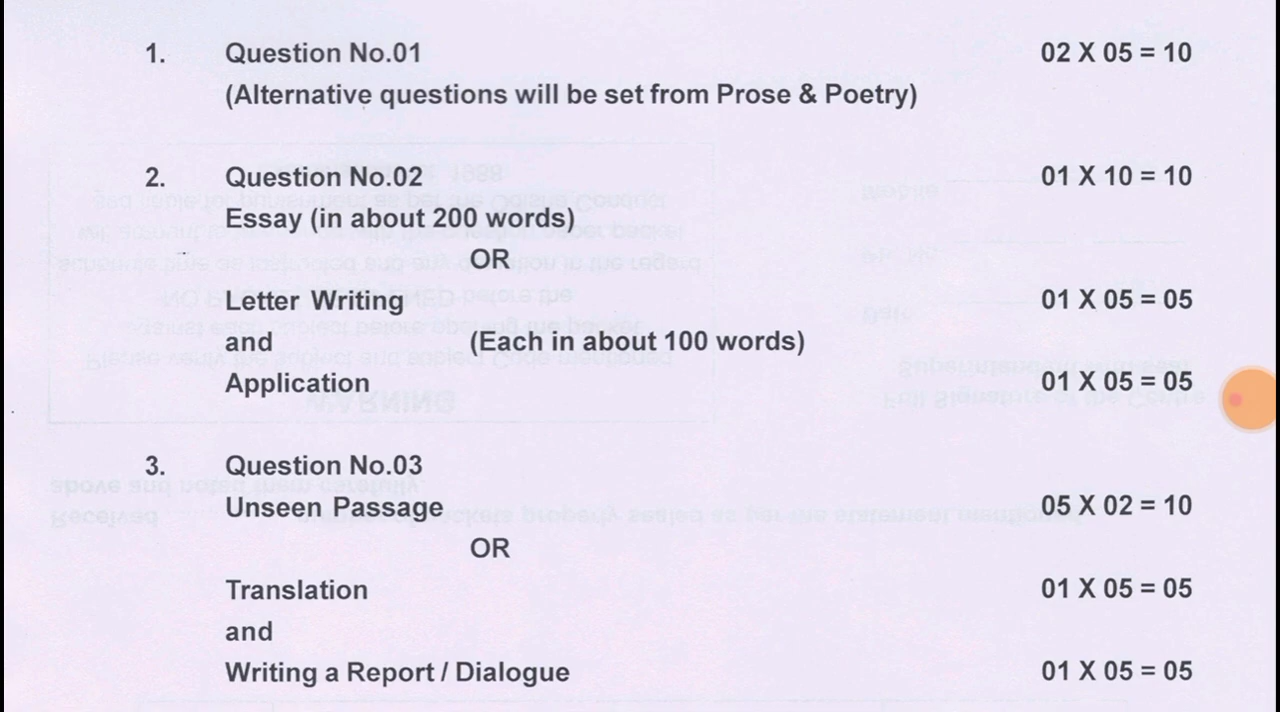 1. Question No.01 02 X 05 = 10
(Alternative questions will be set from Prose & Poetry)
2. Question No.02 01 X 10 = 10
Essay (in about 200 words)
OR
Letter Writing 01 X 05 = 05
and (Each in about 100 words)
Application 01 X 05 = 05
3. Question No.03
Unseen Passage 05 X 02 = 10
OR
Translation 01 X 05 = 05
and
Writing a Report / Dialogue 01 X 05 = 05